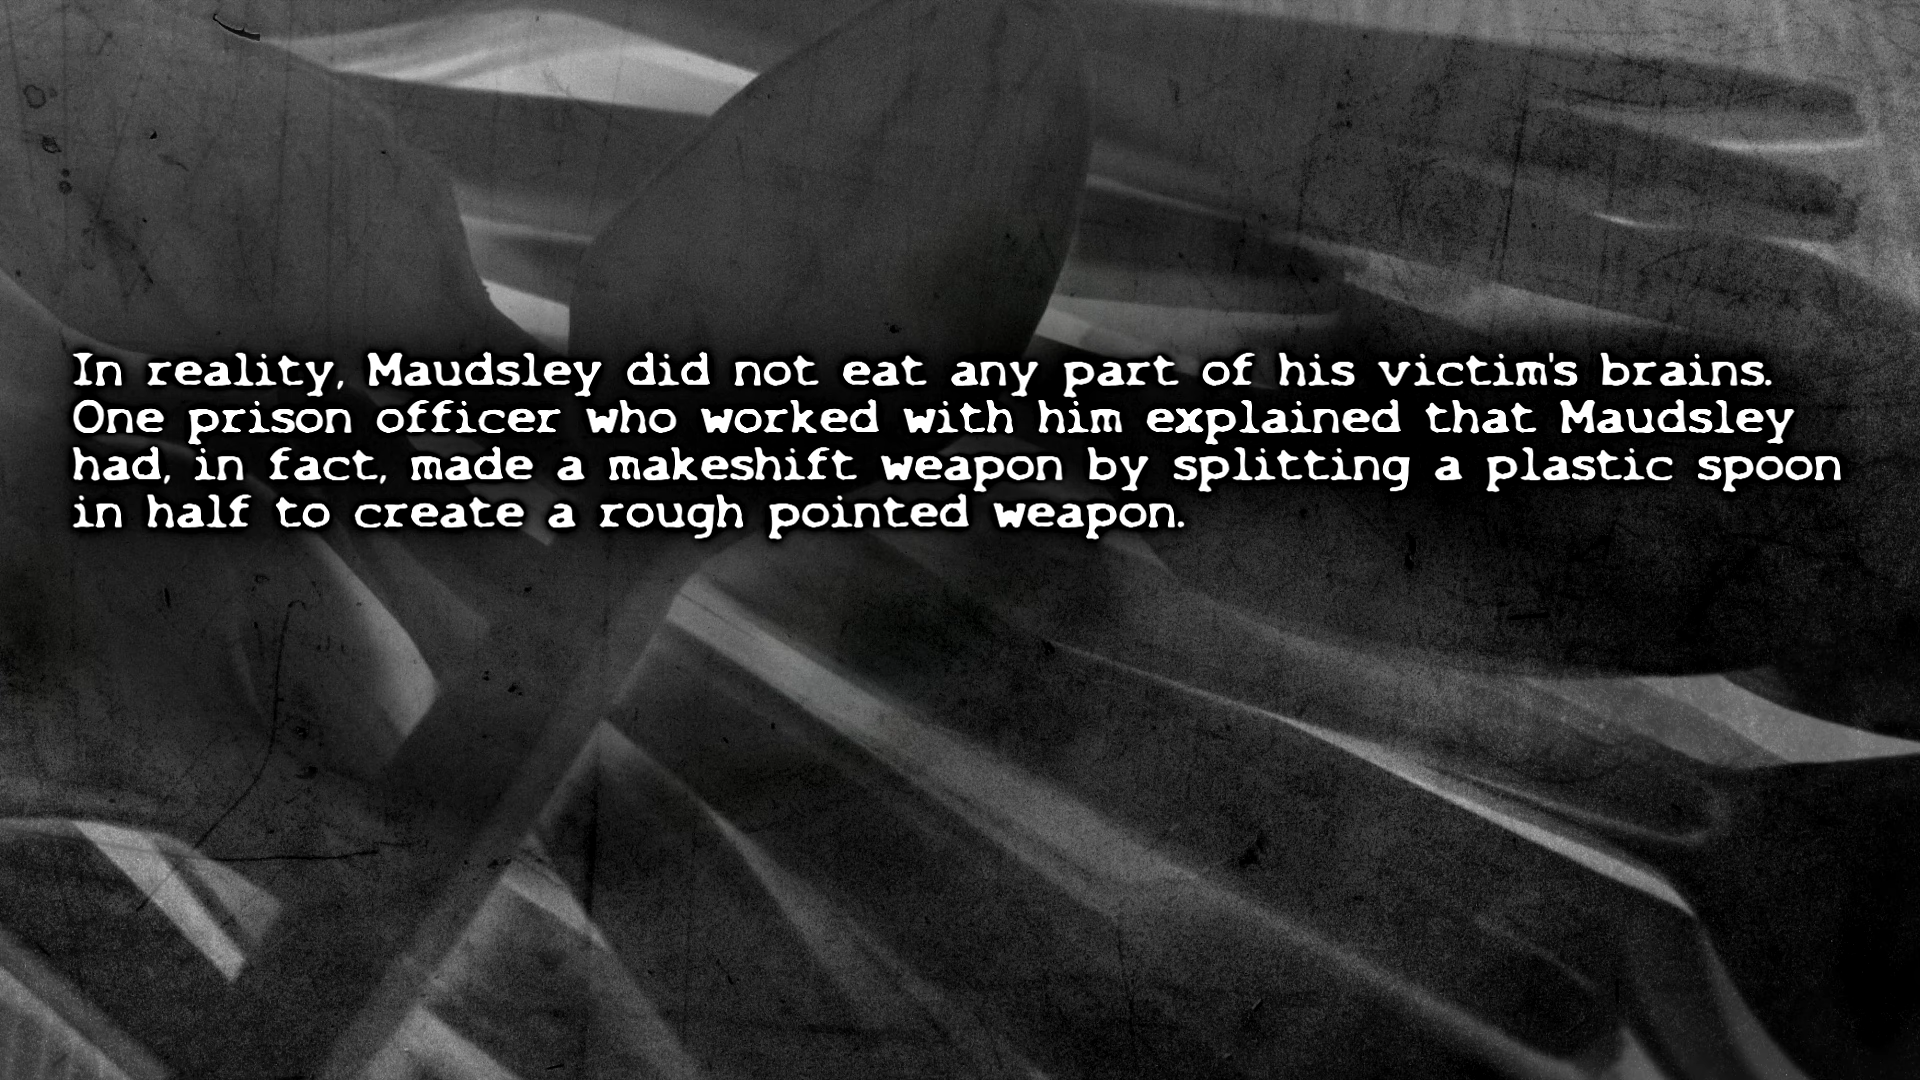 In reality, Maudsley did not eat any part of his victim's brains.
One prison officer who worked with him explained that Maudsley
had, in fact, made a makeshift weapon by splitting a plastic spoon
in half to create a rough pointed weapon.